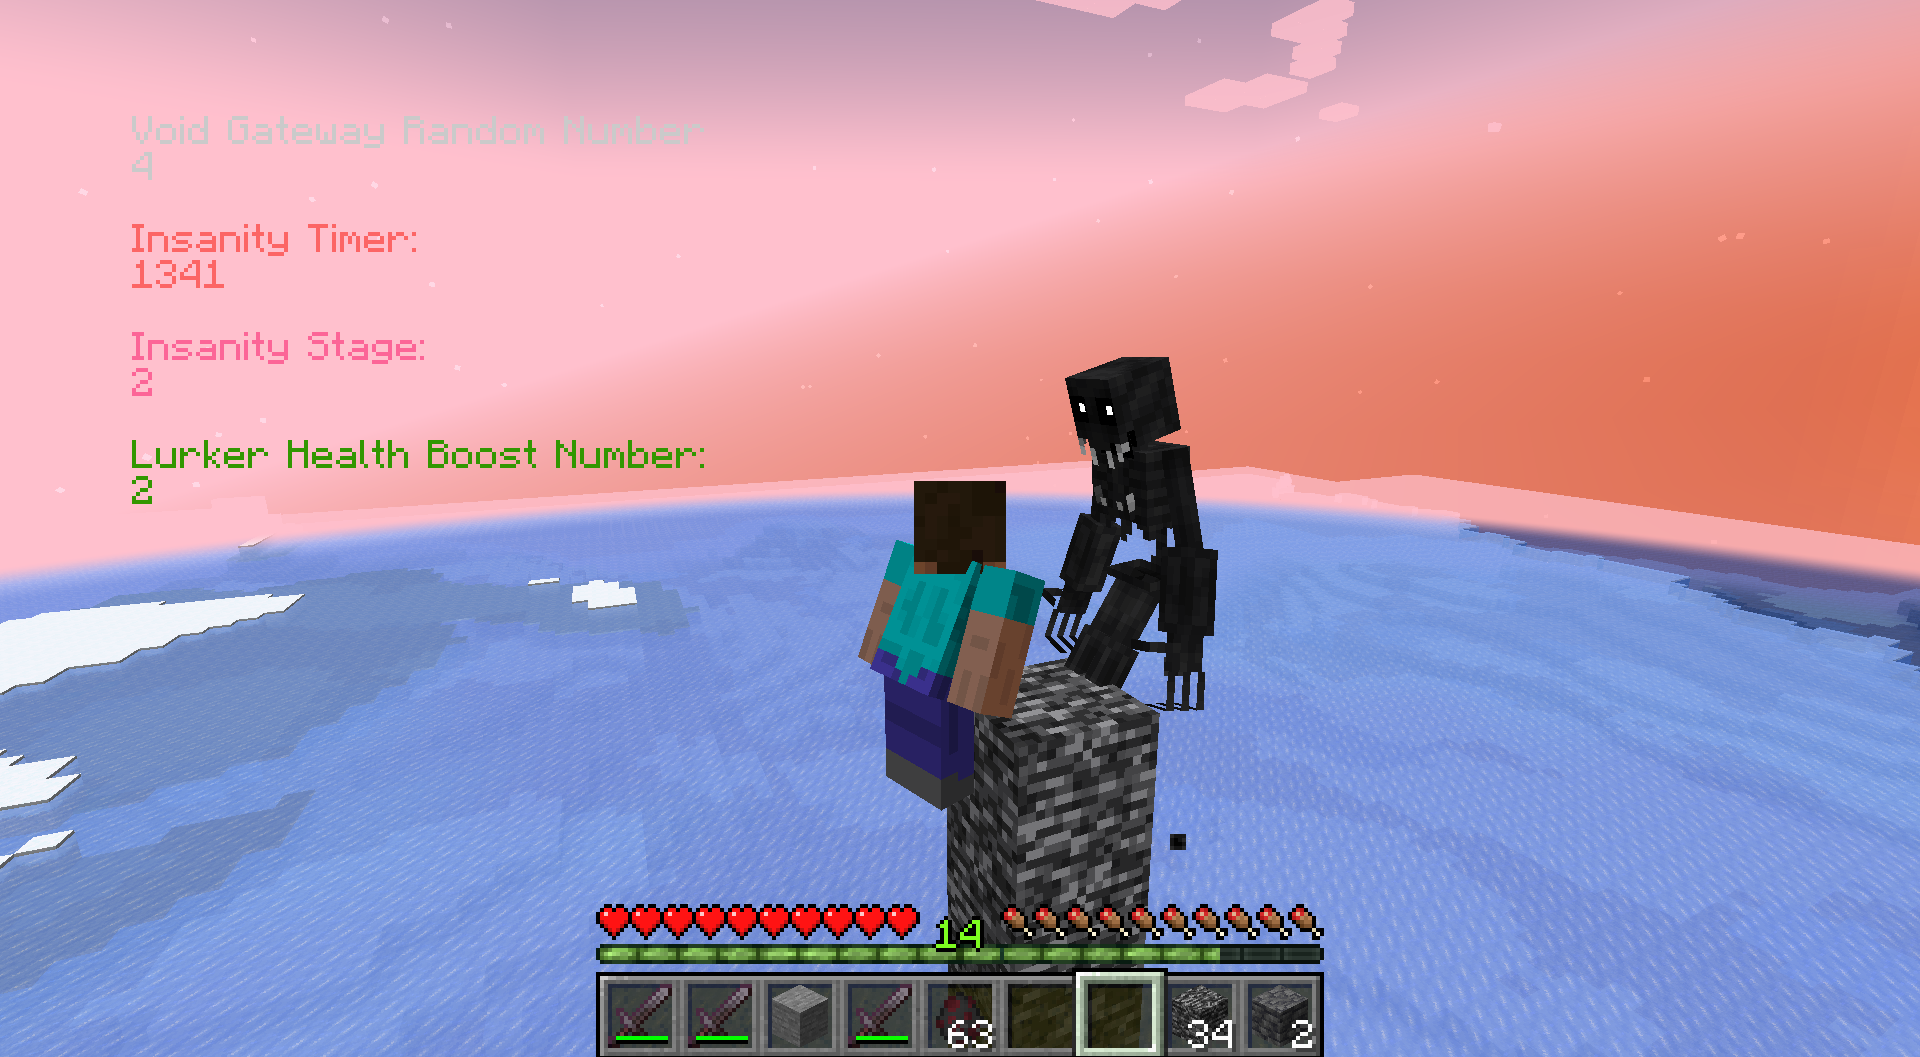 Void Gateway Random Number
4
Insanity Timer:
1341
Insanity Stage:
2
Lurker Health Boost Number:
2
14
63
34
2